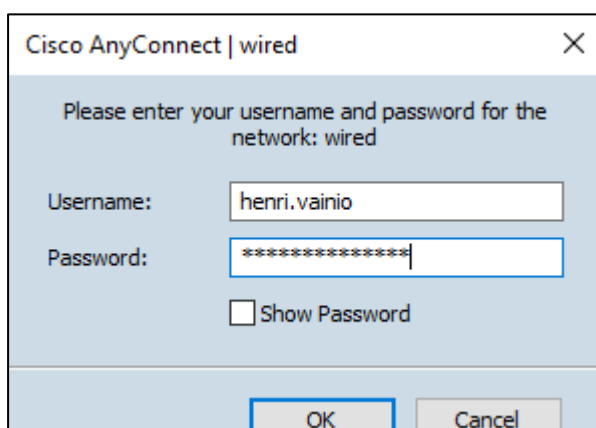 Cisco AnyConnect | wired
Please enter your username and password for the
network: wired
Username: henri.vainio
Password: **************
Show Password
OK Cancel